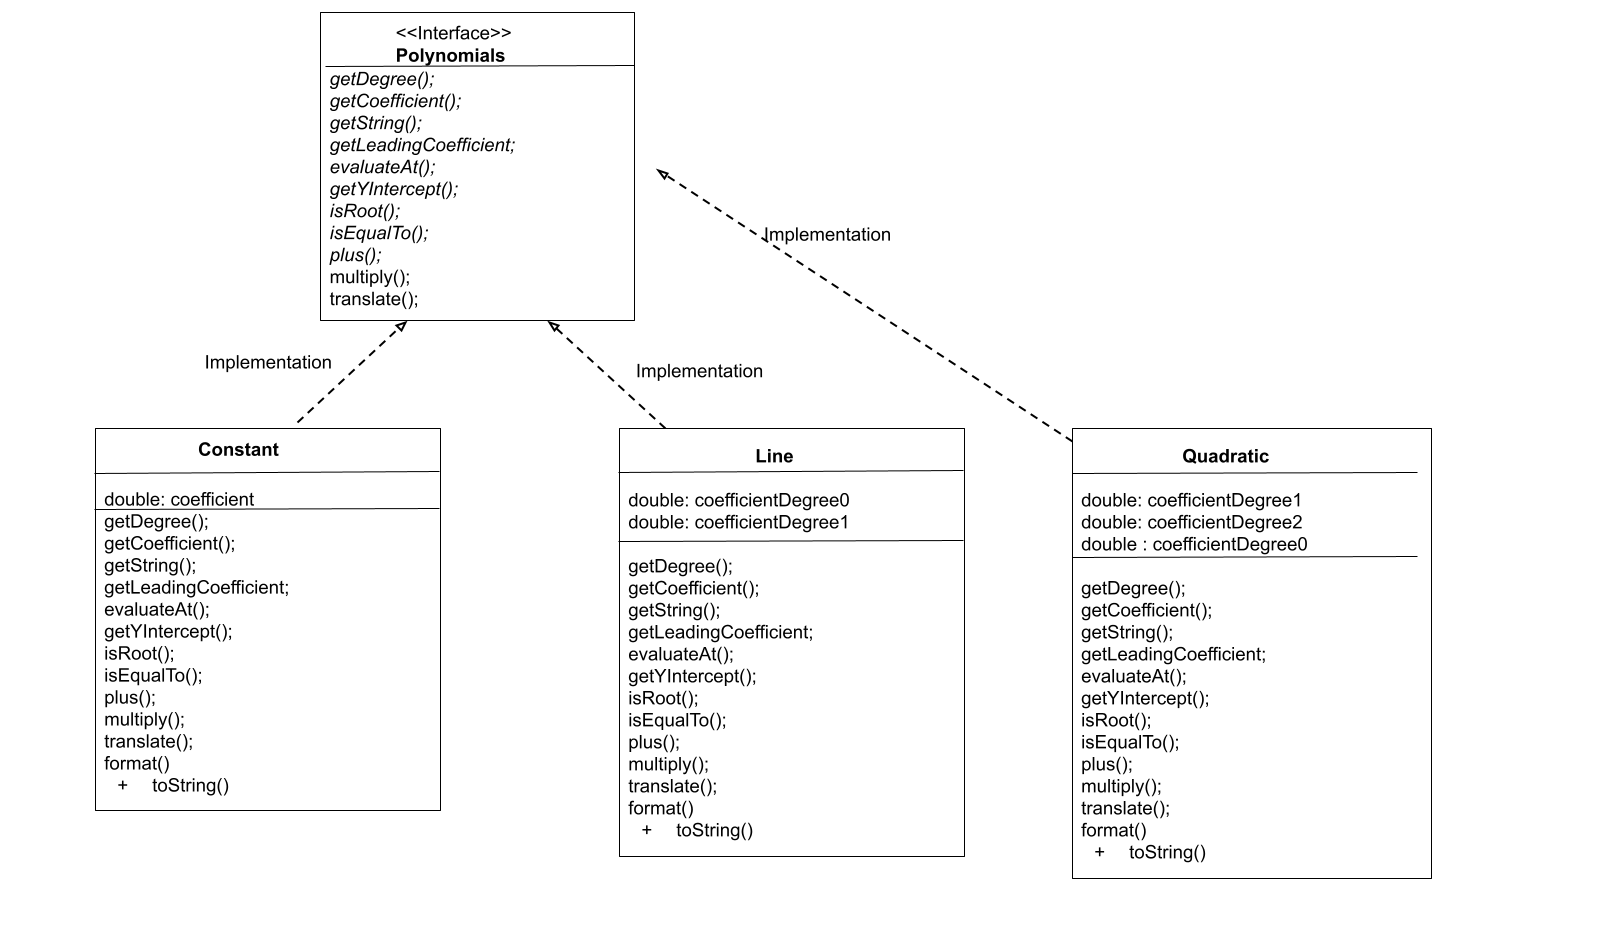 <<Interface>>
Polynomials
getDegree();
getCoefficient();
getString();
getLeadingCoefficient;
evaluateAt();
getYIntercept();
isRoot();
isEqualTo();
plus();
multiply();
translate();
Implementation
Implementation
Implementation
Constant
double: coefficient
getDegree();
getCoefficient();
getString();
getLeadingCoefficient;
evaluateAt();
getYIntercept();
isRoot();
isEqualTo();
plus();
multiply();
translate();
format()
+ toString()
Line
double: coefficientDegree0
double: coefficientDegree1
getDegree();
getCoefficient();
getString();
getLeadingCoefficient;
evaluateAt();
getYIntercept();
isRoot();
isEqualTo();
plus();
multiply();
translate();
format()
+ toString()
Quadratic
double: coefficientDegree1
double: coefficientDegree2
double : coefficientDegree0
getDegree();
getCoefficient();
getString();
getLeadingCoefficient;
evaluateAt();
getYIntercept();
isRoot();
isEqualTo();
plus();
multiply();
translate();
format()
+ toString()